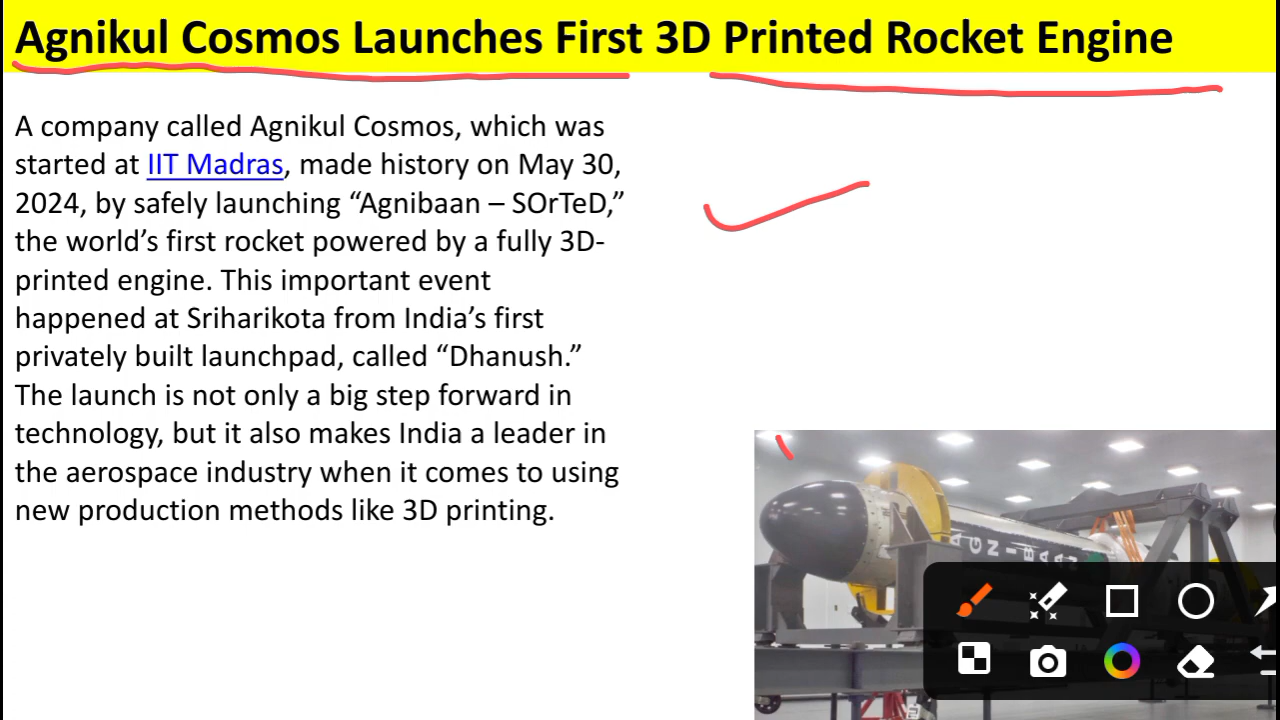 Agnikul Cosmos Launches First 3D Printed Rocket Engine
A company called Agnikul Cosmos, which was
started at IIT Madras, made history on May 30,
2024, by safely launching “Agnibaan – SOrTeD,”
the world’s first rocket powered by a fully 3D-
printed engine. This important event
happened at Sriharikota from India’s first
privately built launchpad, called “Dhanush.”
The launch is not only a big step forward in
technology, but it also makes India a leader in
the aerospace industry when it comes to using
new production methods like 3D printing.
AGNIBAAN